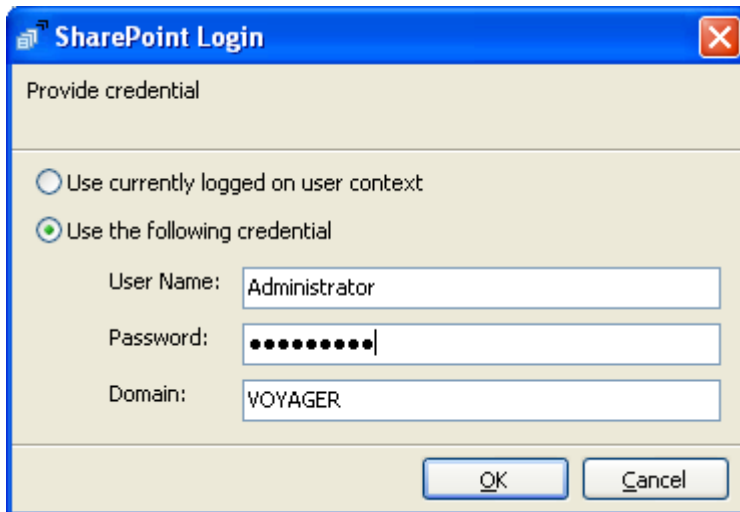 SharePoint Login
Provide credential
Use currently logged on user context
Use the following credential
User Name: Administrator
Password: ●●●●●●●●●
Domain: VOYAGER
OK Cancel